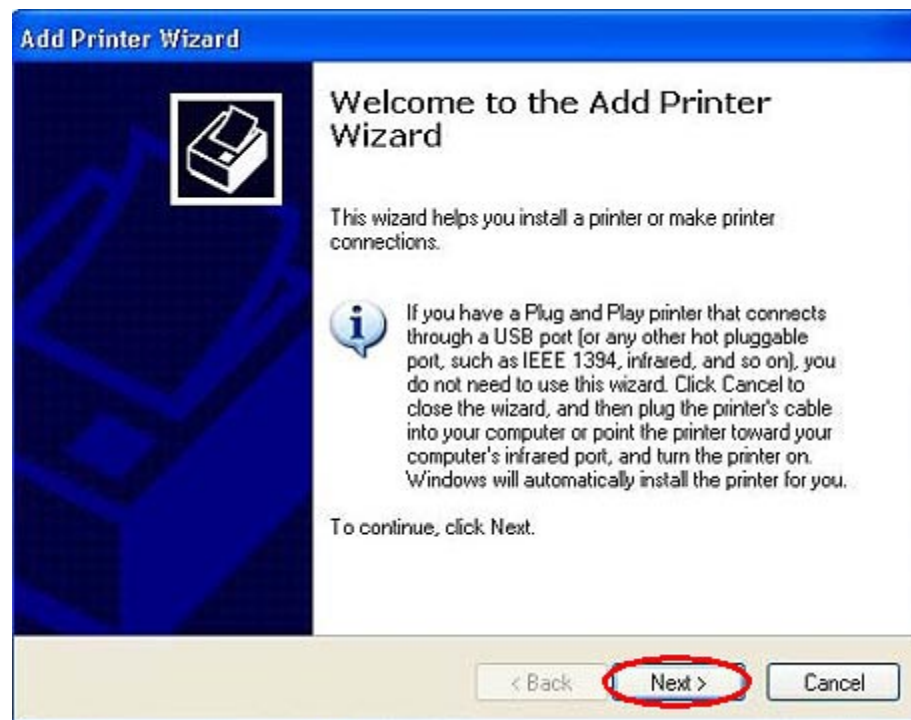 Add Printer Wizard
Welcome to the Add Printer
Wizard
This wizard helps you install a printer or make printer
connections.
If you have a Plug and Play printer that connects
through a USB port (or any other hot pluggable
port, such as IEEE 1394, infrared, and so on), you
do not need to use this wizard. Click Cancel to
close the wizard, and then plug the printer's cable
into your computer or point the printer toward your
computer's infrared port, and turn the printer on.
Windows will automatically install the printer for you.
To continue, click Next.
< Back Next > Cancel